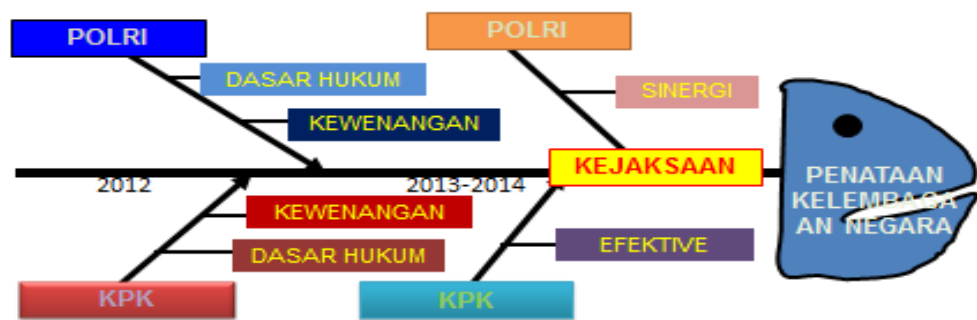 POLRI
POLRI
DASAR HUKUM
SINERGI
KEWENANGAN
KEJAKSAAN
PENATAAN
KELEMBAGA
AN NEGARA
2012
2013-2014
KEWENANGAN
DASAR HUKUM
EFEKTIVE
KPK
KPK